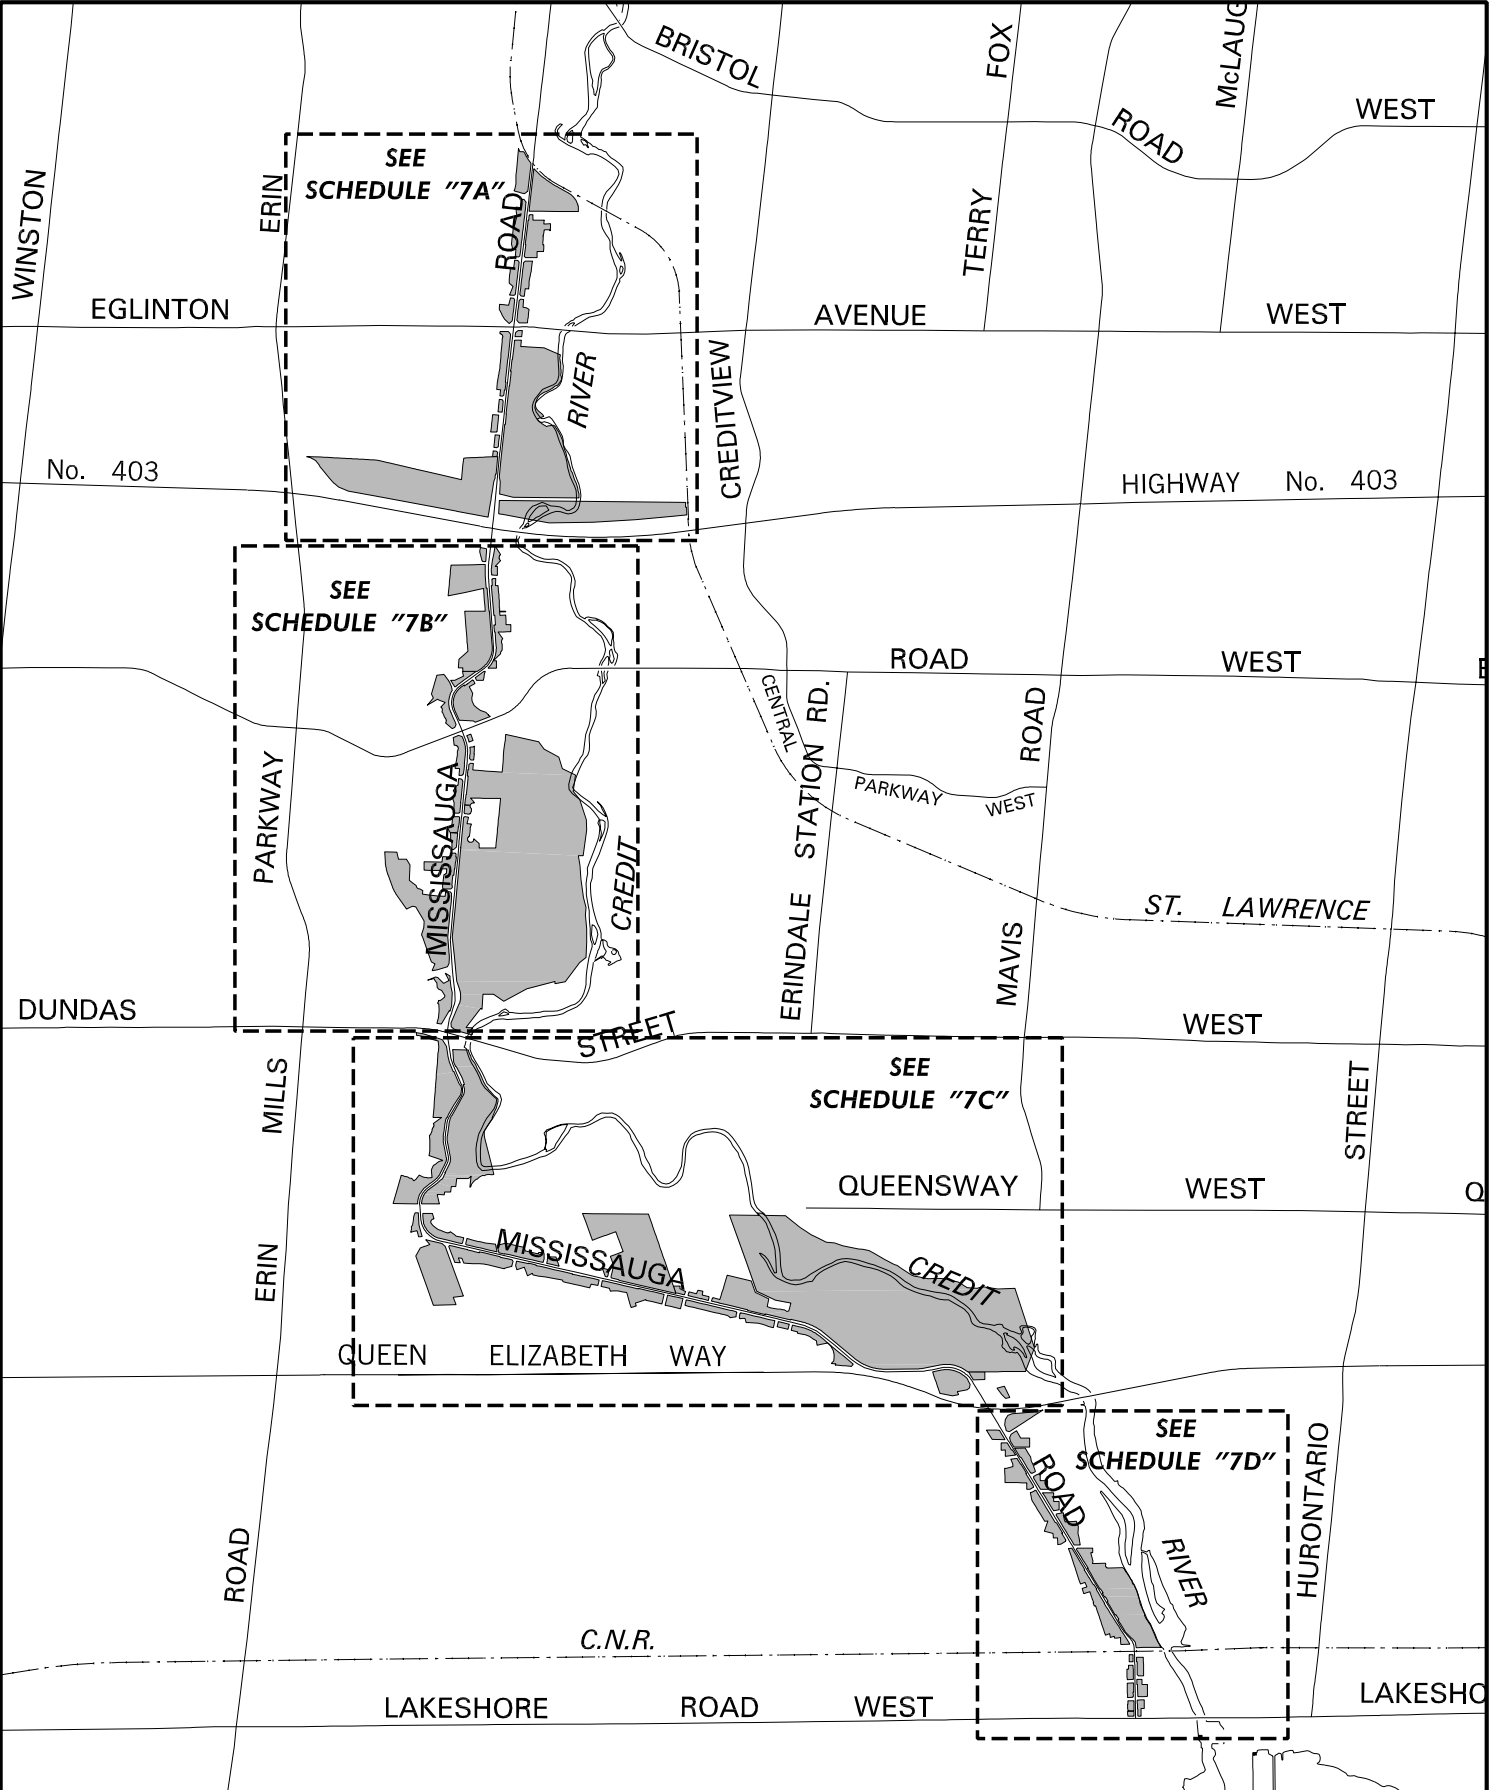 BRISTOL
FOX
McLAUG
WEST
ROAD
SEE
SCHEDULE "7A"
WINSTON
ERIN
ROAD
TERRY
EGLINTON
AVENUE
WEST
RIVER
CREDITVIEW
No. 403
HIGHWAY No. 403
SEE
SCHEDULE "7B"
ROAD
WEST
CENTRAL
STATION RD.
ROAD
PARKWAY
MISSISSAUGA
PARKWAY
WEST
CREDIT
ERINDALE
MAVIS
ST. LAWRENCE
DUNDAS
STREET
WEST
MILLS
SEE
SCHEDULE "7C"
STREET
QUEENSWAY
WEST
Q
ERIN
MISSISSAUGA
CREDIT
QUEEN ELIZABETH WAY
SEE
SCHEDULE "7D"
ROAD
HURONTARIO
ROAD
RIVER
C.N.R.
LAKESHORE ROAD WEST
LAKESHO